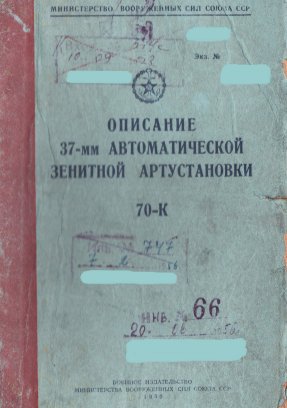 МИНИСТЕРСТВО ВООРУЖЕННЫХ СИЛ СОЮЗА ССР
Экз. №
ОПИСАНИЕ
37-мм АВТОМАТИЧЕСКОЙ
ЗЕНИТНОЙ АРТУСТАНОВКИ
70-К
747
ИНВ. № 66
ВОЕННОЕ ИЗДАТЕЛЬСТВО
МИНИСТЕРСТВА ВООРУЖЕННЫХ СИЛ СОЮЗА ССР